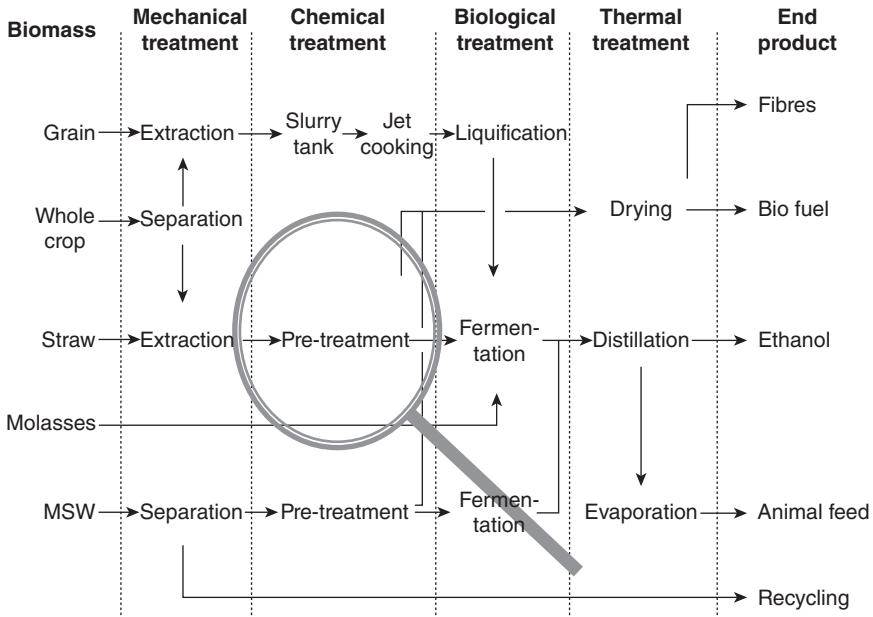 Biomass
Mechanical
treatment
Chemical
treatment
Biological
treatment
Thermal
treatment
End
product
Grain
Extraction
Slurry
tank
Jet
cooking
Liquification
Fibres
Whole
crop
Separation
Drying
Bio fuel
Straw
Extraction
Pre-treatment
Fermen-
tation
Distillation
Ethanol
Molasses
MSW
Separation
Pre-treatment
Fermen-
tation
Evaporation
Animal feed
Recycling